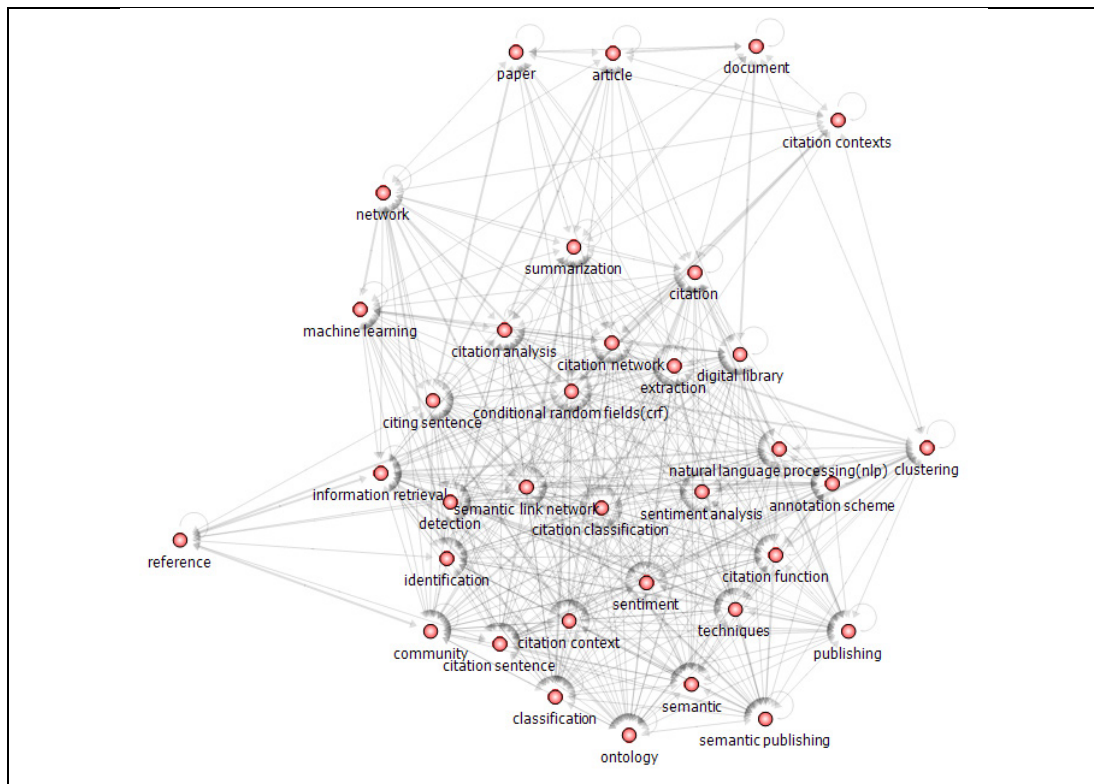 paper
article
document
citation contexts
network
summarization
citation
machine learning
citation analysis
citation network
digital library
extraction
citing sentence
conditional random fields(crf)
natural language processing(nlp)
clustering
information retrieval
detection
semantic link network
citation classification
sentiment analysis
annotation scheme
reference
identification
citation function
sentiment
techniques
community
citation sentence
citation context
publishing
classification
semantic
ontology
semantic publishing